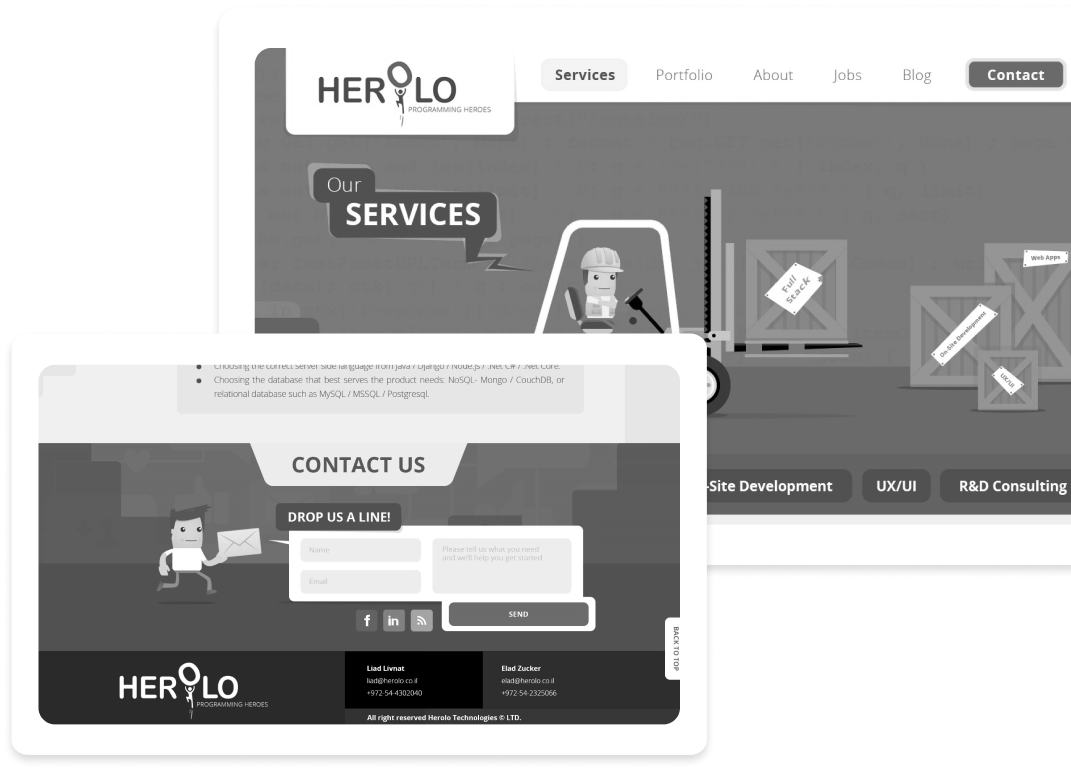 HEROLO
PROGRAMMING HEROES
Services
Portfolio
About
Jobs
Blog
Contact
Our
SERVICES
Full
Stack
Web Apps
On-Site Development
UX/UI
-Site Development
UX/UI
R&D Consulting
Choosing the correct server side language from Java / Django / Node.js / .Net C# / .Net Core.
Choosing the database that best serves the product needs: NoSQL- Mongo / CouchDB, or
relational database such as MySQL / MSSQL / Postgresql.
CONTACT US
DROP US A LINE!
Name
Email
Please tell us what you need
and we'll help you get started
SEND
f
in
BACK TO TOP
HEROLO
PROGRAMMING HEROES
Liad Livnat
liad@herolo.co.il
+972-54-4302040
Elad Zucker
elad@herolo.co.il
+972-54-2325066
All right reserved Herolo Technologies © LTD.